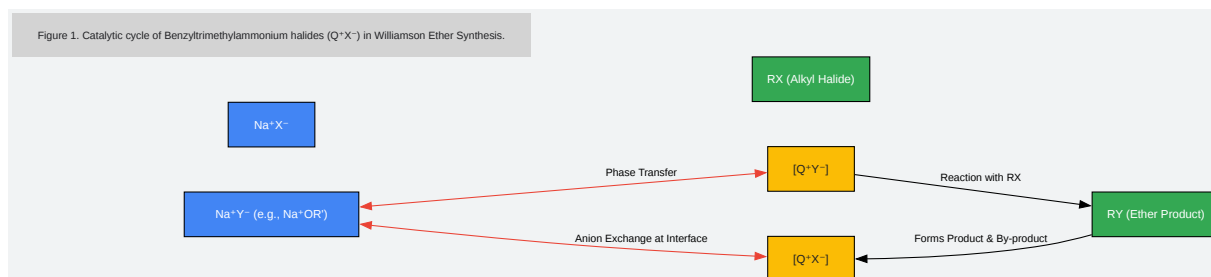 Figure 1. Catalytic cycle of Benzyltrimethylammonium halides (Q⁺X⁻) in Williamson Ether Synthesis.
RX (Alkyl Halide)
Na⁺X⁻
Phase Transfer
[Q⁺Y⁻]
Reaction with RX
Na⁺Y⁻ (e.g., Na⁺OR')
RY (Ether Product)
Anion Exchange at Interface
[Q⁺X⁻]
Forms Product & By-product